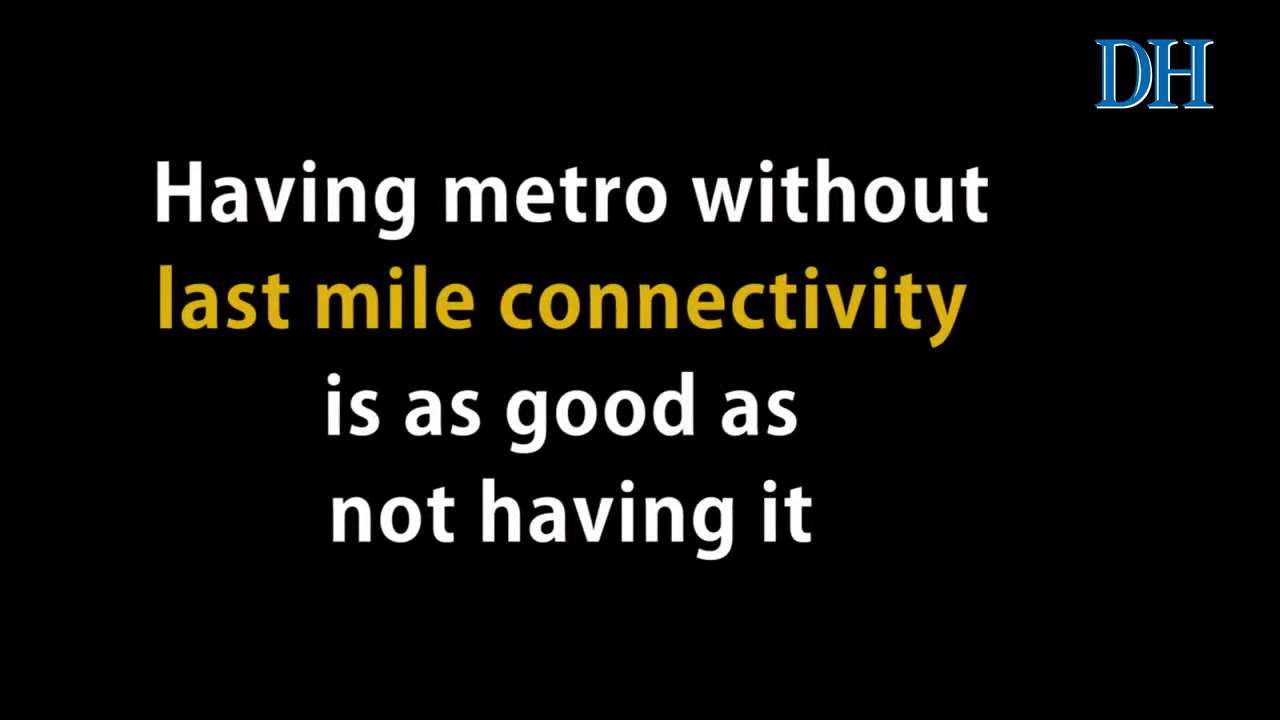 DH
Having metro without
last mile connectivity
is as good as
not having it